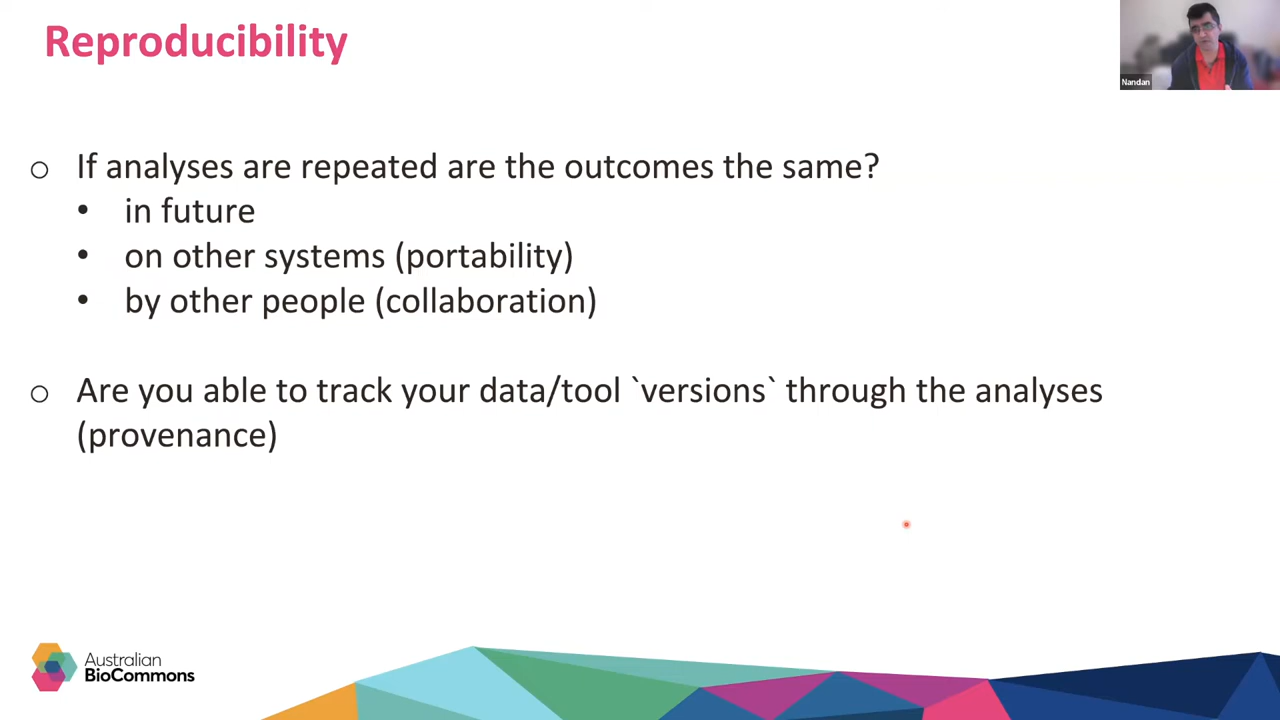 Reproducibility
Nandan
o If analyses are repeated are the outcomes the same?
• in future
• on other systems (portability)
• by other people (collaboration)
o Are you able to track your data/tool `versions` through the analyses
(provenance)
Australian
BioCommons